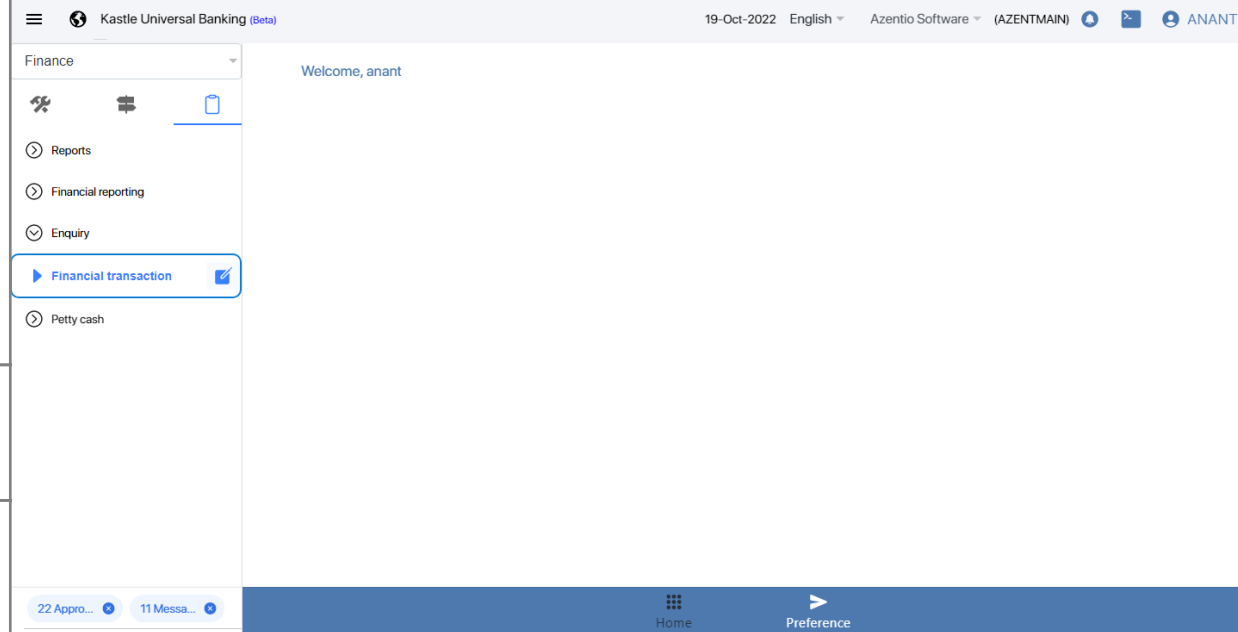 Kastle Universal Banking (Beta)
19-Oct-2022 English Azentio Software (AZENTMAIN) ANANT
Finance
Welcome, anant
Reports
Financial reporting
Enquiry
Financial transaction
Petty cash
22 Appro... 11 Messa...
Home Preference